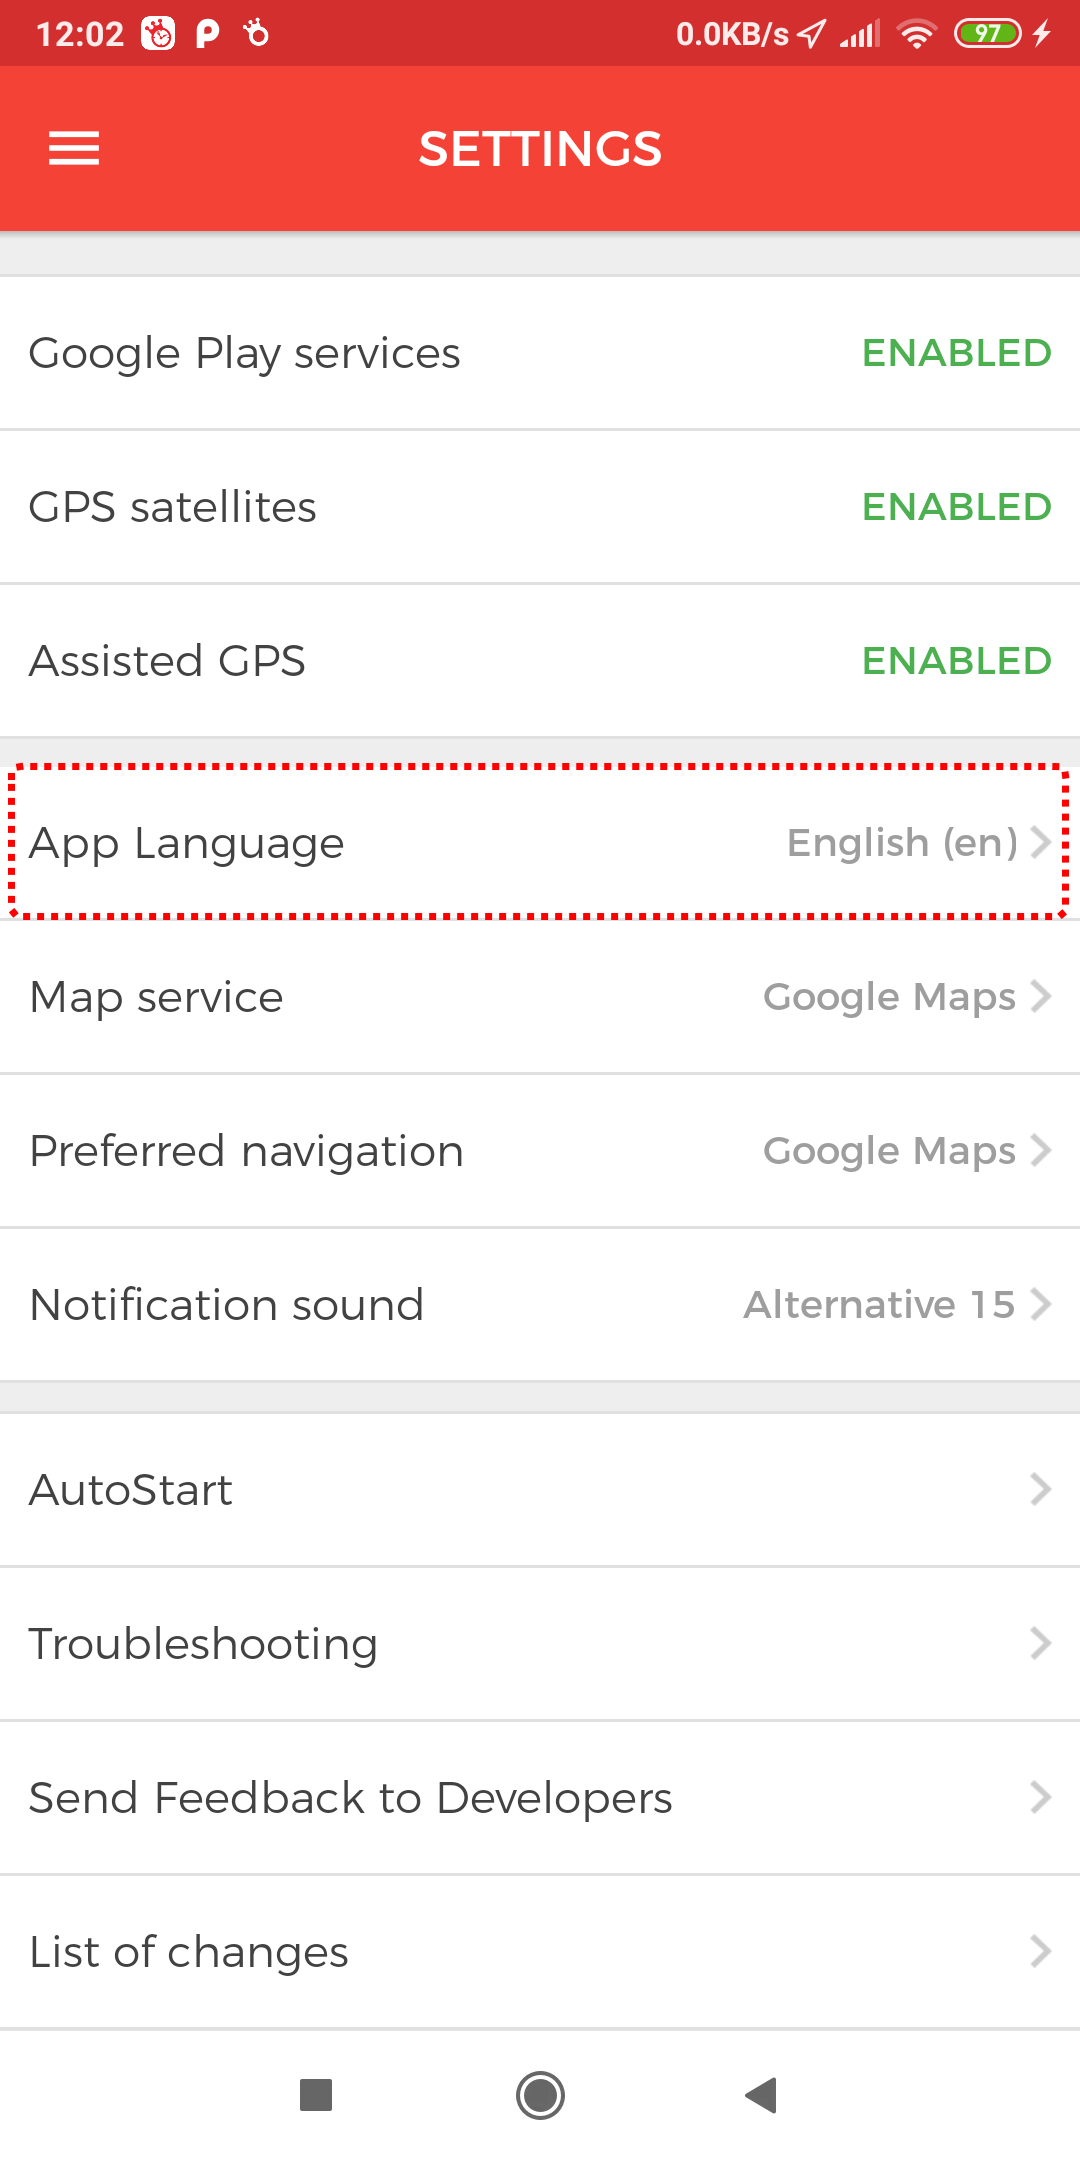 12:02 P 0.0KB/s 97
SETTINGS
Google Play services ENABLED
GPS satellites ENABLED
Assisted GPS ENABLED
App Language English (en)
Map service Google Maps
Preferred navigation Google Maps
Notification sound Alternative 15
AutoStart
Troubleshooting
Send Feedback to Developers
List of changes